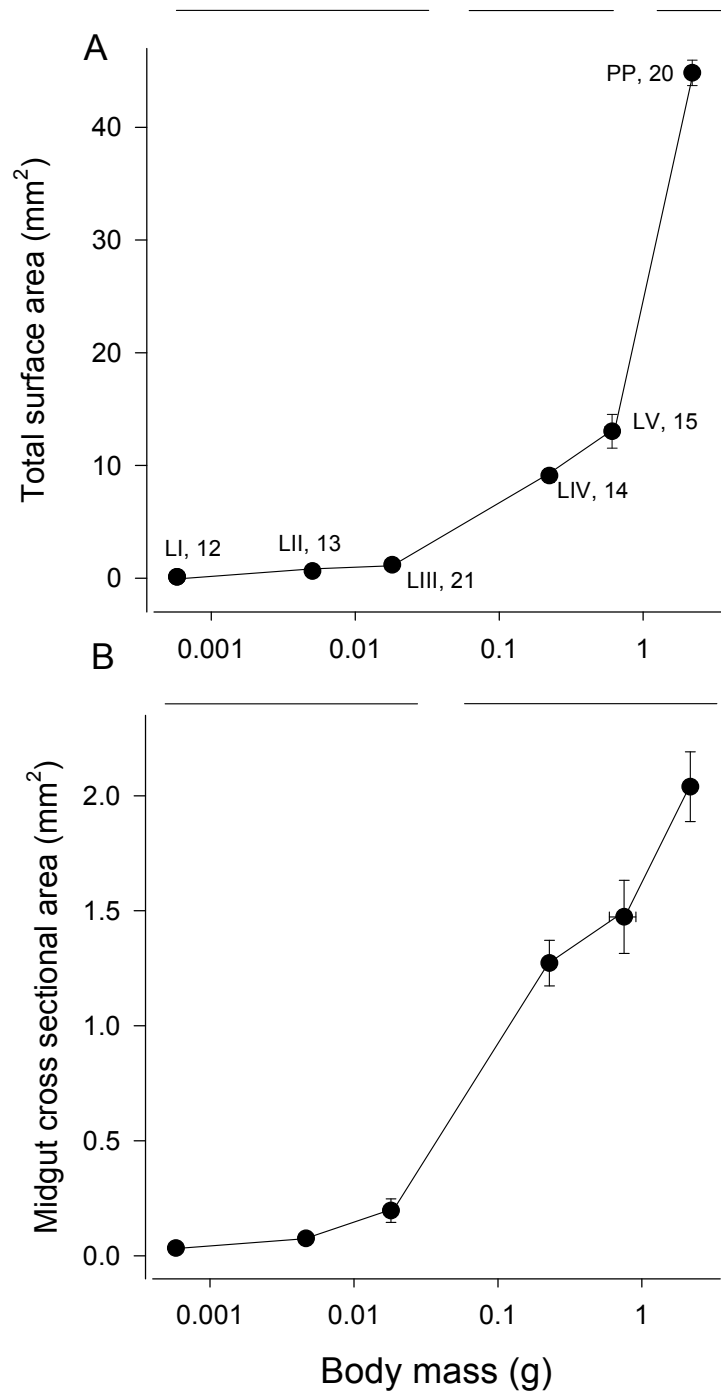 A
PP, 20
40
30
20
LV, 15
10
LIV, 14
LI, 12
LII, 13
LIII, 21
0
Total surface area (mm²)
0.001
0.01
0.1
1
B
2.0
1.5
1.0
0.5
0.0
Midgut cross sectional area (mm²)
0.001
0.01
0.1
1
Body mass (g)